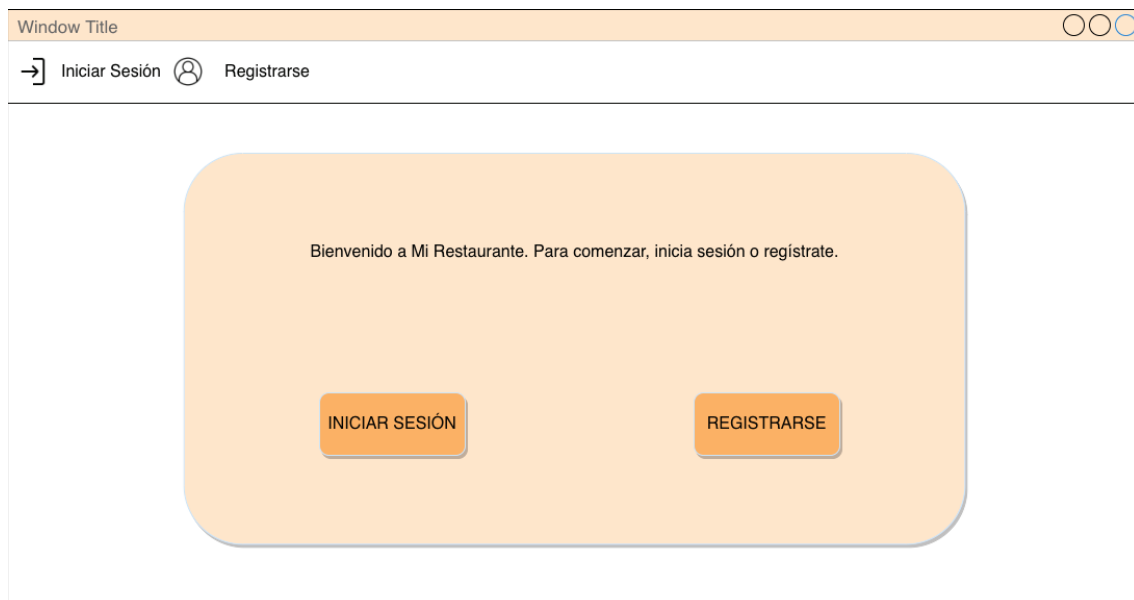 Window Title
Iniciar Sesión Registrarse
Bienvenido a Mi Restaurante. Para comenzar, inicia sesión o regístrate.
INICIAR SESIÓN REGISTRARSE